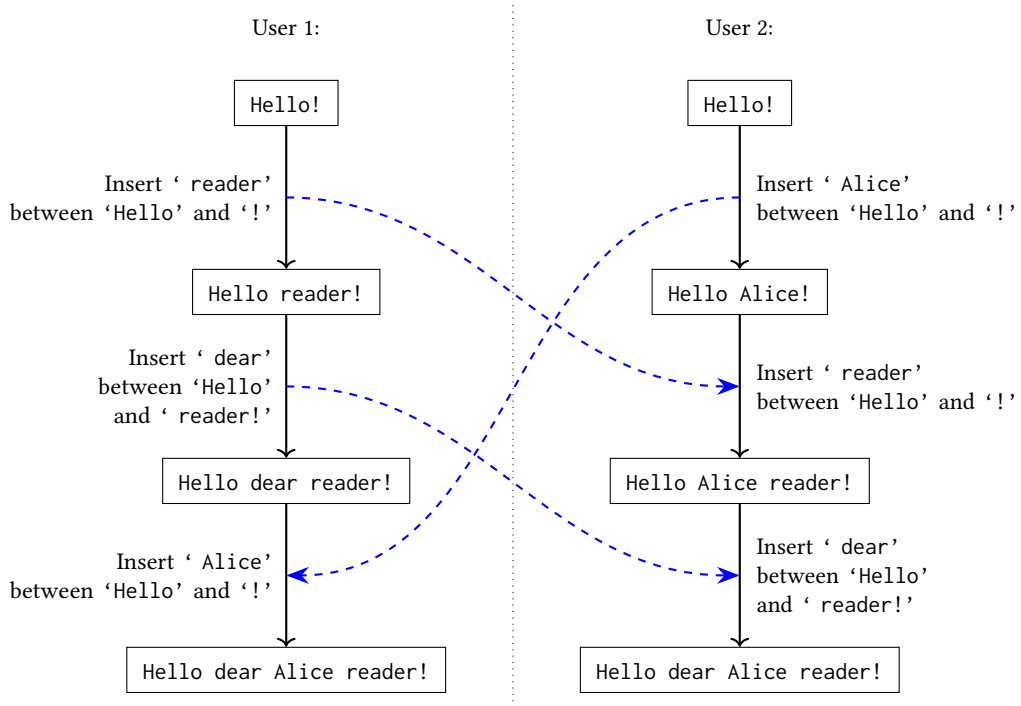 User 1:
User 2:
Hello!
Hello!
Insert ‘ reader’
between ‘Hello’ and ‘!’
Insert ‘ Alice’
between ‘Hello’ and ‘!’
Hello reader!
Hello Alice!
Insert ‘ dear’
between ‘Hello’
and ‘ reader!’
Insert ‘ reader’
between ‘Hello’ and ‘!’
Hello dear reader!
Hello Alice reader!
Insert ‘ Alice’
between ‘Hello’ and ‘!’
Insert ‘ dear’
between ‘Hello’
and ‘ reader!’
Hello dear Alice reader!
Hello dear Alice reader!